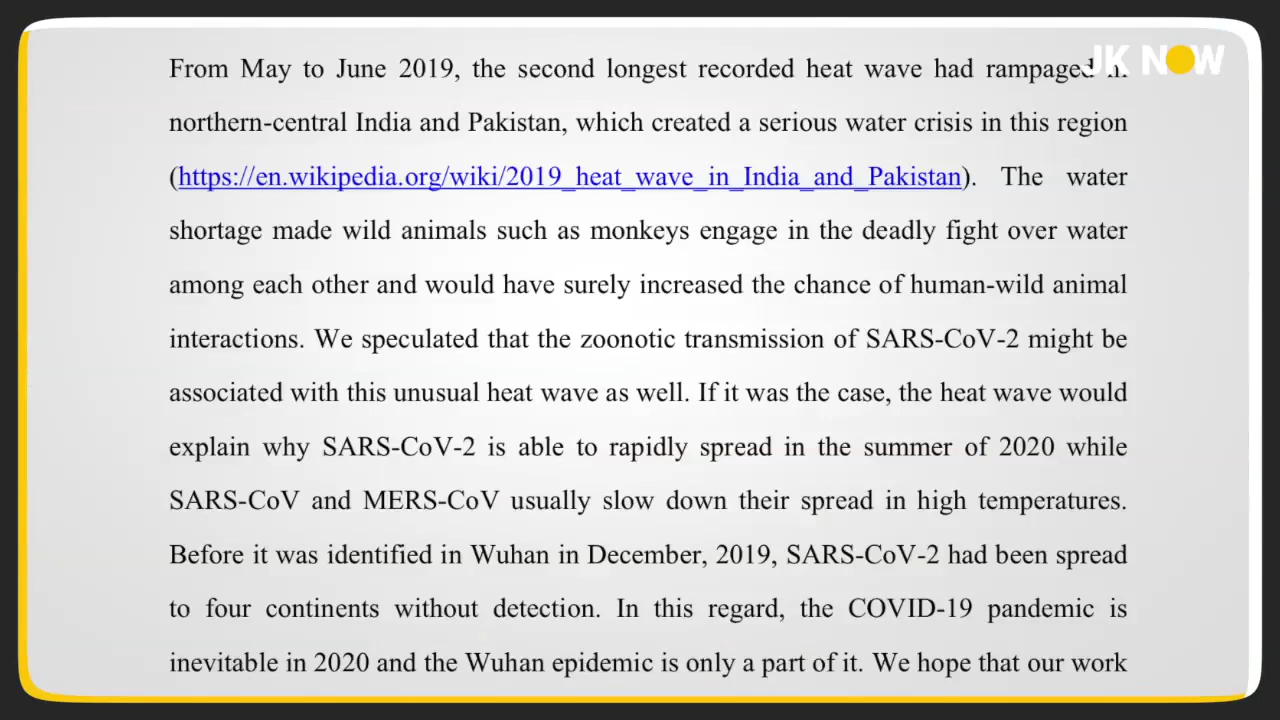 From May to June 2019, the second longest recorded heat wave had rampaged in
JK NOW
northern-central India and Pakistan, which created a serious water crisis in this region
(https://en.wikipedia.org/wiki/2019_heat_wave_in_India_and_Pakistan). The water
shortage made wild animals such as monkeys engage in the deadly fight over water
among each other and would have surely increased the chance of human-wild animal
interactions. We speculated that the zoonotic transmission of SARS-CoV-2 might be
associated with this unusual heat wave as well. If it was the case, the heat wave would
explain why SARS-CoV-2 is able to rapidly spread in the summer of 2020 while
SARS-CoV and MERS-CoV usually slow down their spread in high temperatures.
Before it was identified in Wuhan in December, 2019, SARS-CoV-2 had been spread
to four continents without detection. In this regard, the COVID-19 pandemic is
inevitable in 2020 and the Wuhan epidemic is only a part of it. We hope that our work